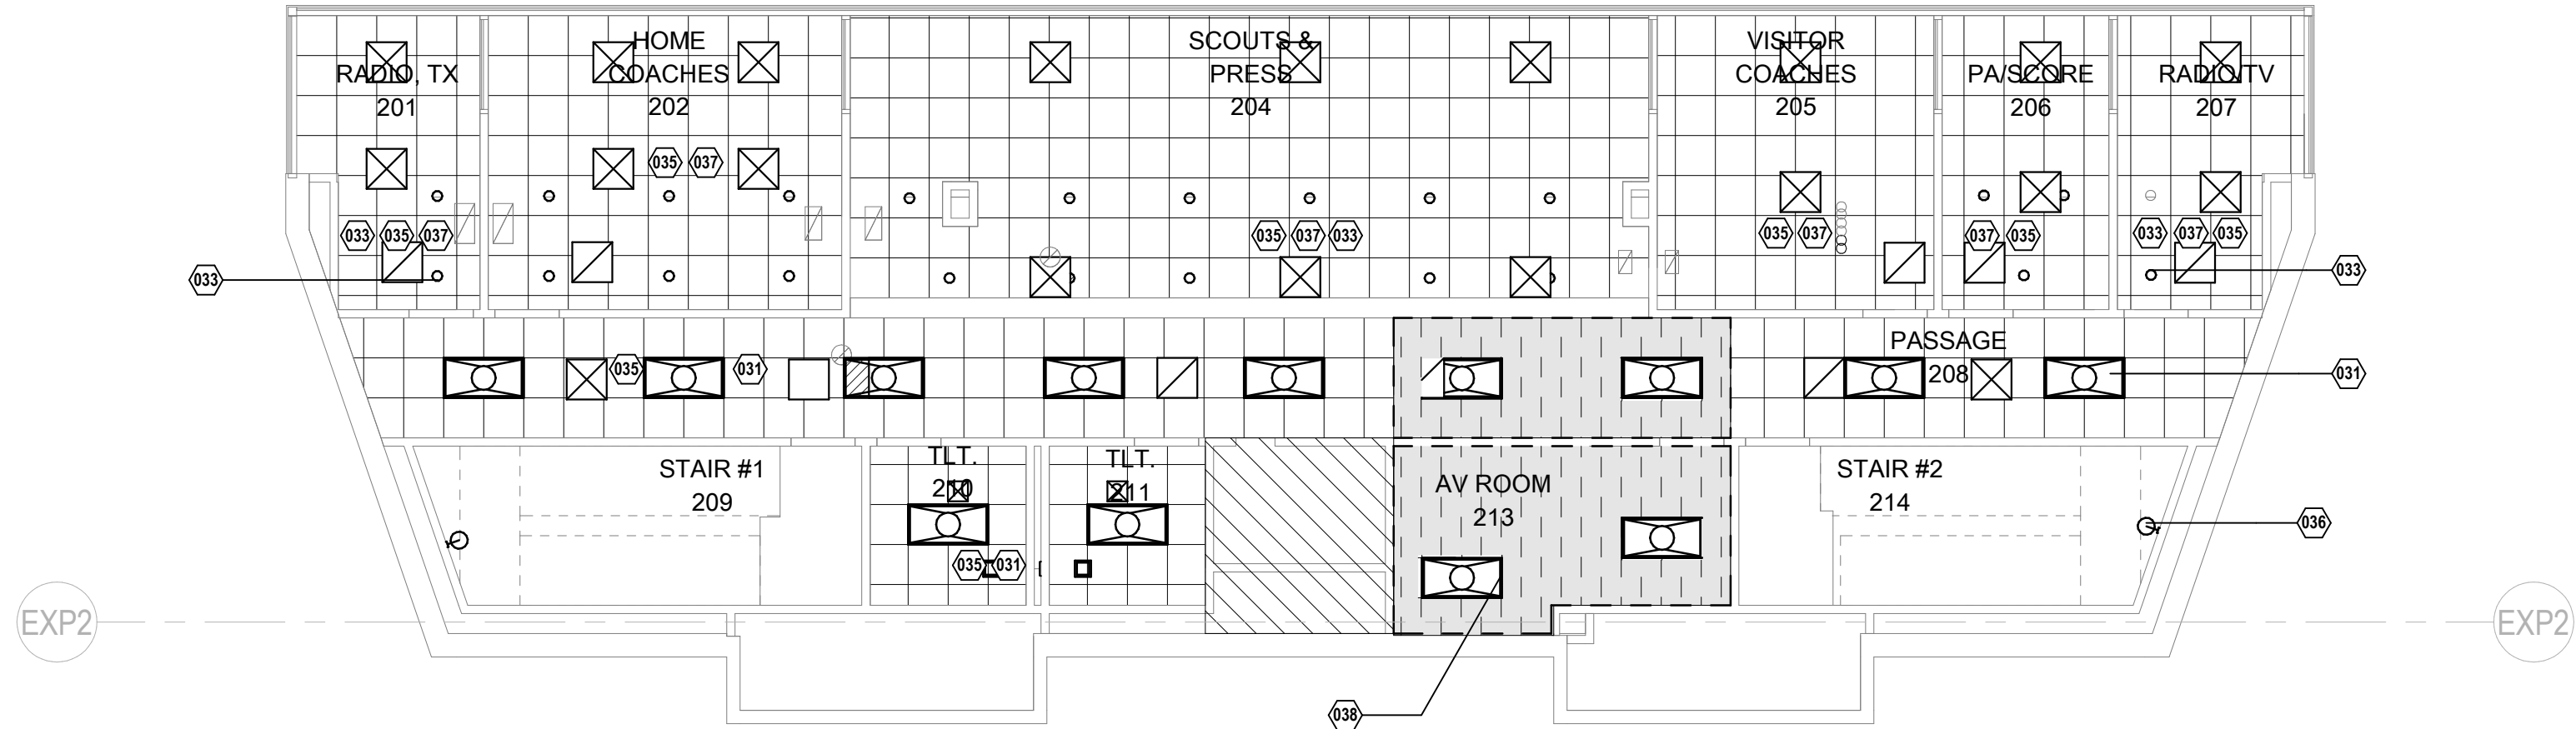 HOME
COACHES
202
RADIO, TX
201
SCOUTS &
PRESS
204
VISITOR
COACHES
205
PA/SCORE
206
RADIO/TV
207
035 037
033 035 037
035 037 033
035 037
037 035
033 037 035
033
033
PASSAGE
208
035
031
031
STAIR #1
209
TLT.
210
TLT.
211
AV ROOM
213
STAIR #2
214
036
035 031
EXP2
EXP2
038